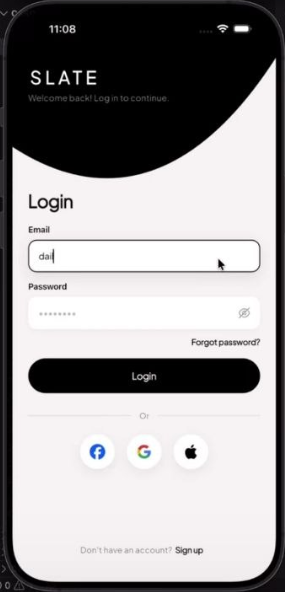 11:08
SLATE
Welcome back! Log in to continue.
Login
Email
dai
Password
Forgot password?
Login
Or
Don't have an account? Sign up